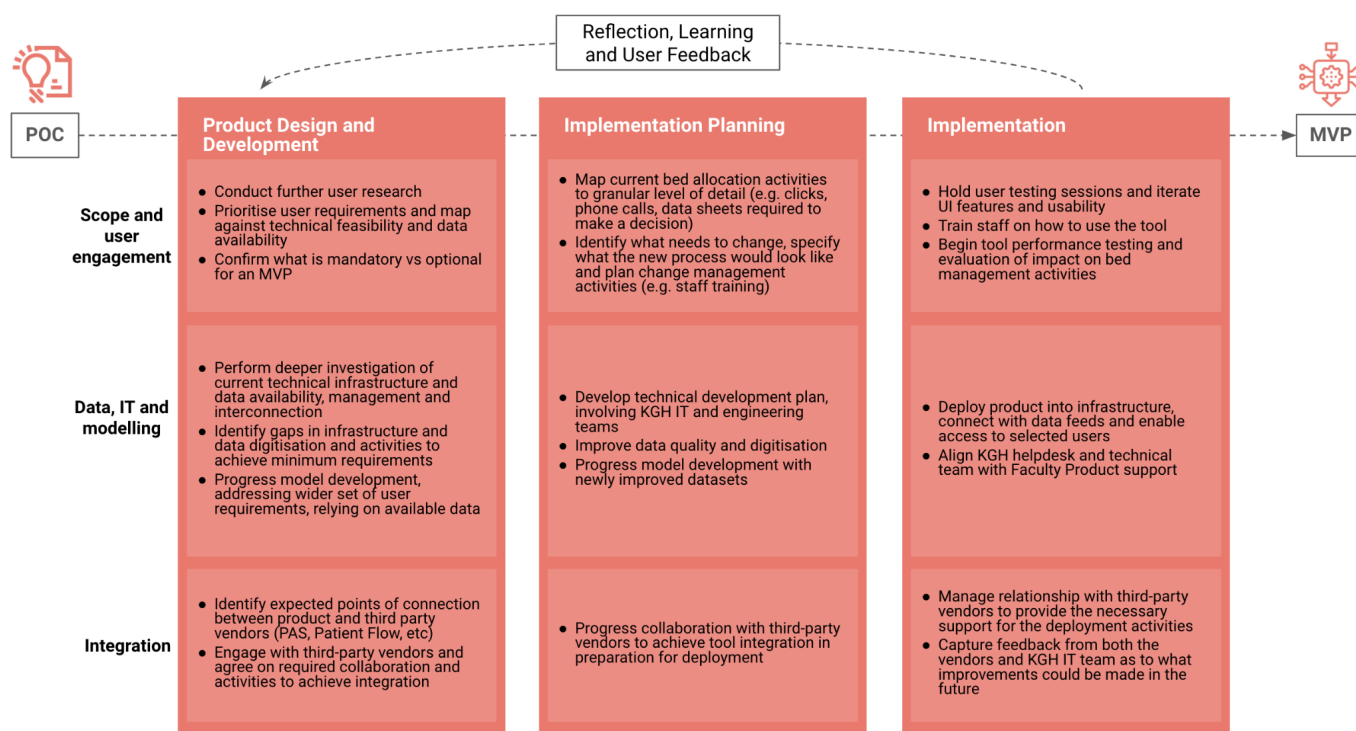 Reflection, Learning
and User Feedback
POC
MVP
Product Design and
Development
Implementation Planning
Implementation
Scope and
user
engagement
● Conduct further user research
● Prioritise user requirements and map
against technical feasibility and data
availability
● Confirm what is mandatory vs optional
for an MVP
● Map current bed allocation activities
to granular level of detail (e.g. clicks,
phone calls, data sheets required to
make a decision)
● Identify what needs to change, specify
what the new process would look like
and plan change management
activities (e.g. staff training)
● Hold user testing sessions and iterate
UI features and usability
● Train staff on how to use the tool
● Begin tool performance testing and
evaluation of impact on bed
management activities
Data, IT and
modelling
● Perform deeper investigation of
current technical infrastructure and
data availability, management and
interconnection
● Identify gaps in infrastructure and
data digitisation and activities to
achieve minimum requirements
● Progress model development,
addressing wider set of user
requirements, relying on available data
● Develop technical development plan,
involving KGH IT and engineering
teams
● Improve data quality and digitisation
● Progress model development with
newly improved datasets
● Deploy product into infrastructure,
connect with data feeds and enable
access to selected users
● Align KGH helpdesk and technical
team with Faculty Product support
Integration
● Identify expected points of connection
between product and third party
vendors (PAS, Patient Flow, etc)
● Engage with third-party vendors and
agree on required collaboration and
activities to achieve integration
● Progress collaboration with third-party
vendors to achieve tool integration in
preparation for deployment
● Manage relationship with third-party
vendors to provide the necessary
support for the deployment activities
● Capture feedback from both the
vendors and KGH IT team as to what
improvements could be made in the
future